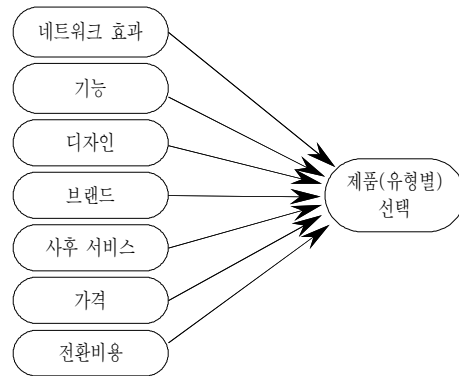 네트워크 효과
기능
디자인
브랜드
사후 서비스
가격
전환비용
제품(유형별)
선택